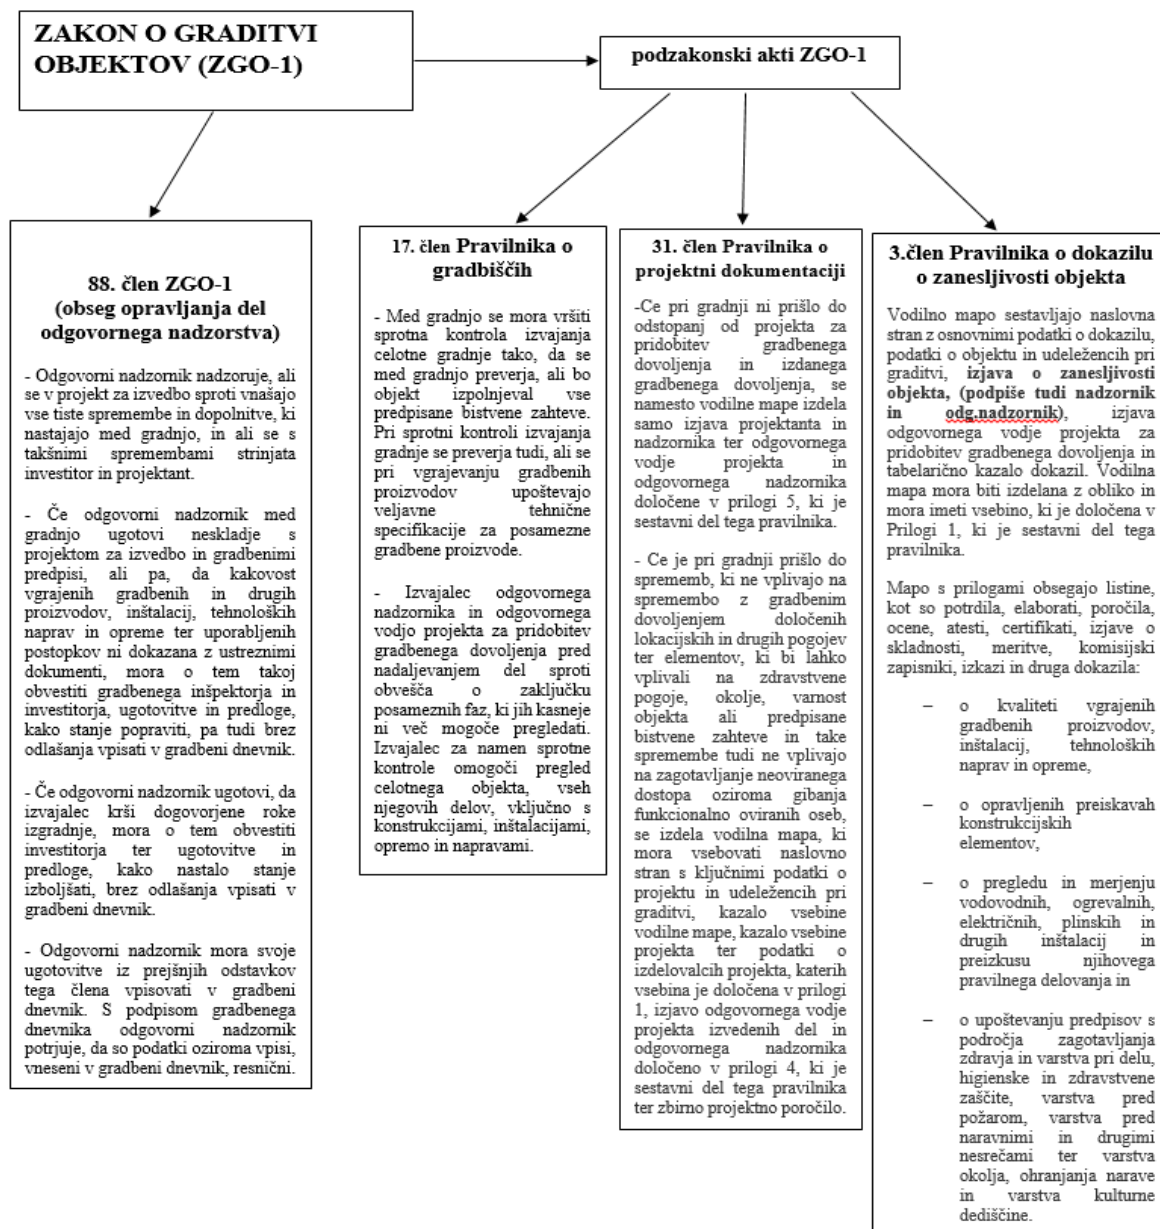 ZAKON O GRADITVI
OBJEKTOV (ZGO-1)
podzakonski akti ZGO-1
88. člen ZGO-1
(obseg opravljanja del
odgovornega nadzorstva)
- Odgovorni nadzornik nadzoruje, ali
se v projekt za izvedbo sproti vnašajo
vse tiste spremembe in dopolnitve, ki
nastajajo med gradnjo, in ali se s
takšnimi spremembami strinjata
investitor in projektant.
- Če odgovorni nadzornik med
gradnjo ugotovi neskladje s
projektom za izvedbo in gradbenimi
predpisi, ali pa, da kakovost
vgrajenih gradbenih in drugih
proizvodov, inštalacij, tehnoloških
naprav in opreme ter uporabljenih
postopkov ni dokazana z ustreznimi
dokumenti, mora o tem takoj
obvestiti gradbenega inšpektorja in
investitorja, ugotovitve in predloge,
kako stanje popraviti, pa tudi brez
odlašanja vpisati v gradbeni dnevnik.
- Če odgovorni nadzornik ugotovi, da
izvajalec krši dogovorjene roke
izgradnje, mora o tem obvestiti
investitorja ter ugotovitve in
predloge, kako nastalo stanje
izboljšati, brez odlašanja vpisati v
gradbeni dnevnik.
- Odgovorni nadzornik mora svoje
ugotovitve iz prejšnjih odstavkov
tega člena vpisovati v gradbeni
dnevnik. S podpisom gradbenega
dnevnika odgovorni nadzornik
potrjuje, da so podatki oziroma vpisi,
vneseni v gradbeni dnevnik, resnični.
17. člen Pravilnika o
gradbiščih
- Med gradnjo se mora vršiti
sprotna kontrola izvajanja
celotne gradnje tako, da se
med gradnjo preverja, ali bo
objekt izpolnjeval vse
predpisane bistvene zahteve.
Pri sprotni kontroli izvajanja
gradnje se preverja tudi, ali se
pri vgrajevanju gradbenih
proizvodov upoštevajo
veljavne tehnične
specifikacije za posamezne
gradbene proizvode.
- Izvajalec odgovornega
nadzornika in odgovornega
vodjo projekta za pridobitev
gradbenega dovoljenja pred
nadaljevanjem del sproti
obvešča o zaključku
posameznih faz, ki jih kasneje
ni več mogoče pregledati.
Izvajalec za namen sprotne
kontrole omogoči pregled
celotnega objekta, vseh
njegovih delov, vključno s
konstrukcijami, inštalacijami,
opremo in napravami.
31. člen Pravilnika o
projektni dokumentaciji
-Ce pri gradnji ni prišlo do
odstopanj od projekta za
pridobitev gradbenega
dovoljenja in izdanega
gradbenega dovoljenja, se
namesto vodilne mape izdela
samo izjava projektanta in
nadzornika ter odgovornega
vodje projekta in
odgovornega nadzornika
določene v prilogi 5, ki je
sestavni del tega pravilnika.
- Ce je pri gradnji prišlo do
sprememb, ki ne vplivajo na
spremembo z gradbenim
dovoljenjem določenih
lokacijskih in drugih pogojev
ter elementov, ki bi lahko
vplivali na zdravstvene
pogoje, okolje, varnost
objekta ali predpisane
bistvene zahteve in take
spremembe tudi ne vplivajo
na zagotavljanje neoviranega
dostopa oziroma gibanja
funkcionalno oviranih oseb,
se izdela vodilna mapa, ki
mora vsebovati naslovno
stran s ključnimi podatki o
projektu in udeležencih pri
graditvi, kazalo vsebine
vodilne mape, kazalo vsebine
projekta ter podatki o
izdelovalcih projekta, katerih
vsebina je določena v prilogi
1, izjavo odgovornega vodje
projekta izvedenih del in
odgovornega nadzornika
določeno v prilogi 4, ki je
sestavni del tega pravilnika
ter zbirno projektno poročilo.
3.člen Pravilnika o dokazilu
o zanesljivosti objekta
Vodilno mapo sestavljajo naslovna
stran z osnovnimi podatki o dokazilu,
podatki o objektu in udeležencih pri
graditvi, izjava o zanesljivosti
objekta, (podpiše tudi nadzornik
in odg.nadzornik), izjava
odgovornega vodje projekta za
pridobitev gradbenega dovoljenja in
tabelarično kazalo dokazil. Vodilna
mapa mora biti izdelana z obliko in
mora imeti vsebino, ki je določena v
Prilogi 1, ki je sestavni del tega
pravilnika.
Mapo s prilogami obsegajo listine,
kot so potrdila, elaborati, poročila,
ocene, atesti, certifikati, izjave o
skladnosti, meritve, komisijski
zapisniki, izkazi in druga dokazila:
– o kvaliteti vgrajenih
gradbenih proizvodov,
inštalacij, tehnoloških
naprav in opreme,
– o opravljenih preiskavah
konstrukcijskih
elementov,
– o pregledu in merjenju
vodovodnih, ogrevalnih,
električnih, plinskih in
drugih inštalacij in
preizkusu njihovega
pravilnega delovanja in
– o upoštevanju predpisov s
področja zagotavljanja
zdravja in varstva pri delu,
higienske in zdravstvene
zaščite, varstva pred
požarom, varstva pred
naravnimi in drugimi
nesrečami ter varstva
okolja, ohranjanja narave
in varstva kulturne
dediščine.